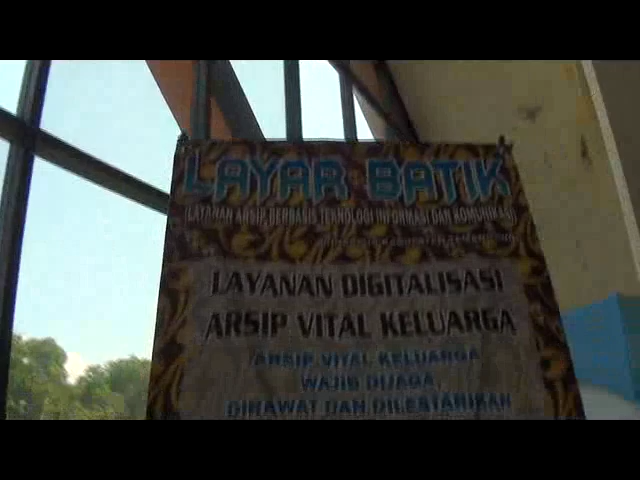 LAYAR BATIK
(LAYANAN ARSIP BERBASIS TEKNOLOGI INFORMASI DAN KOMUNIKASI)
KABUPATEN
LAYANAN DIGITALISASI
ARSIP VITAL KELUARGA
ARSIP VITAL KELUARGA
WAJIB DIJAGA
DIRAWAT DAN DILESTARIKAN